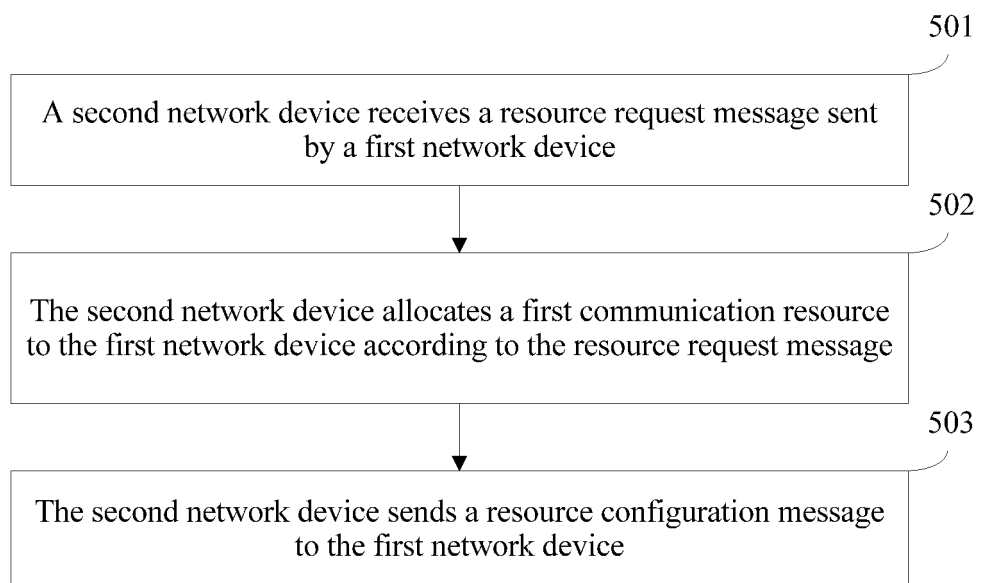 501
A second network device receives a resource request message sent
by a first network device
502
The second network device allocates a first communication resource
to the first network device according to the resource request message
503
The second network device sends a resource configuration message
to the first network device